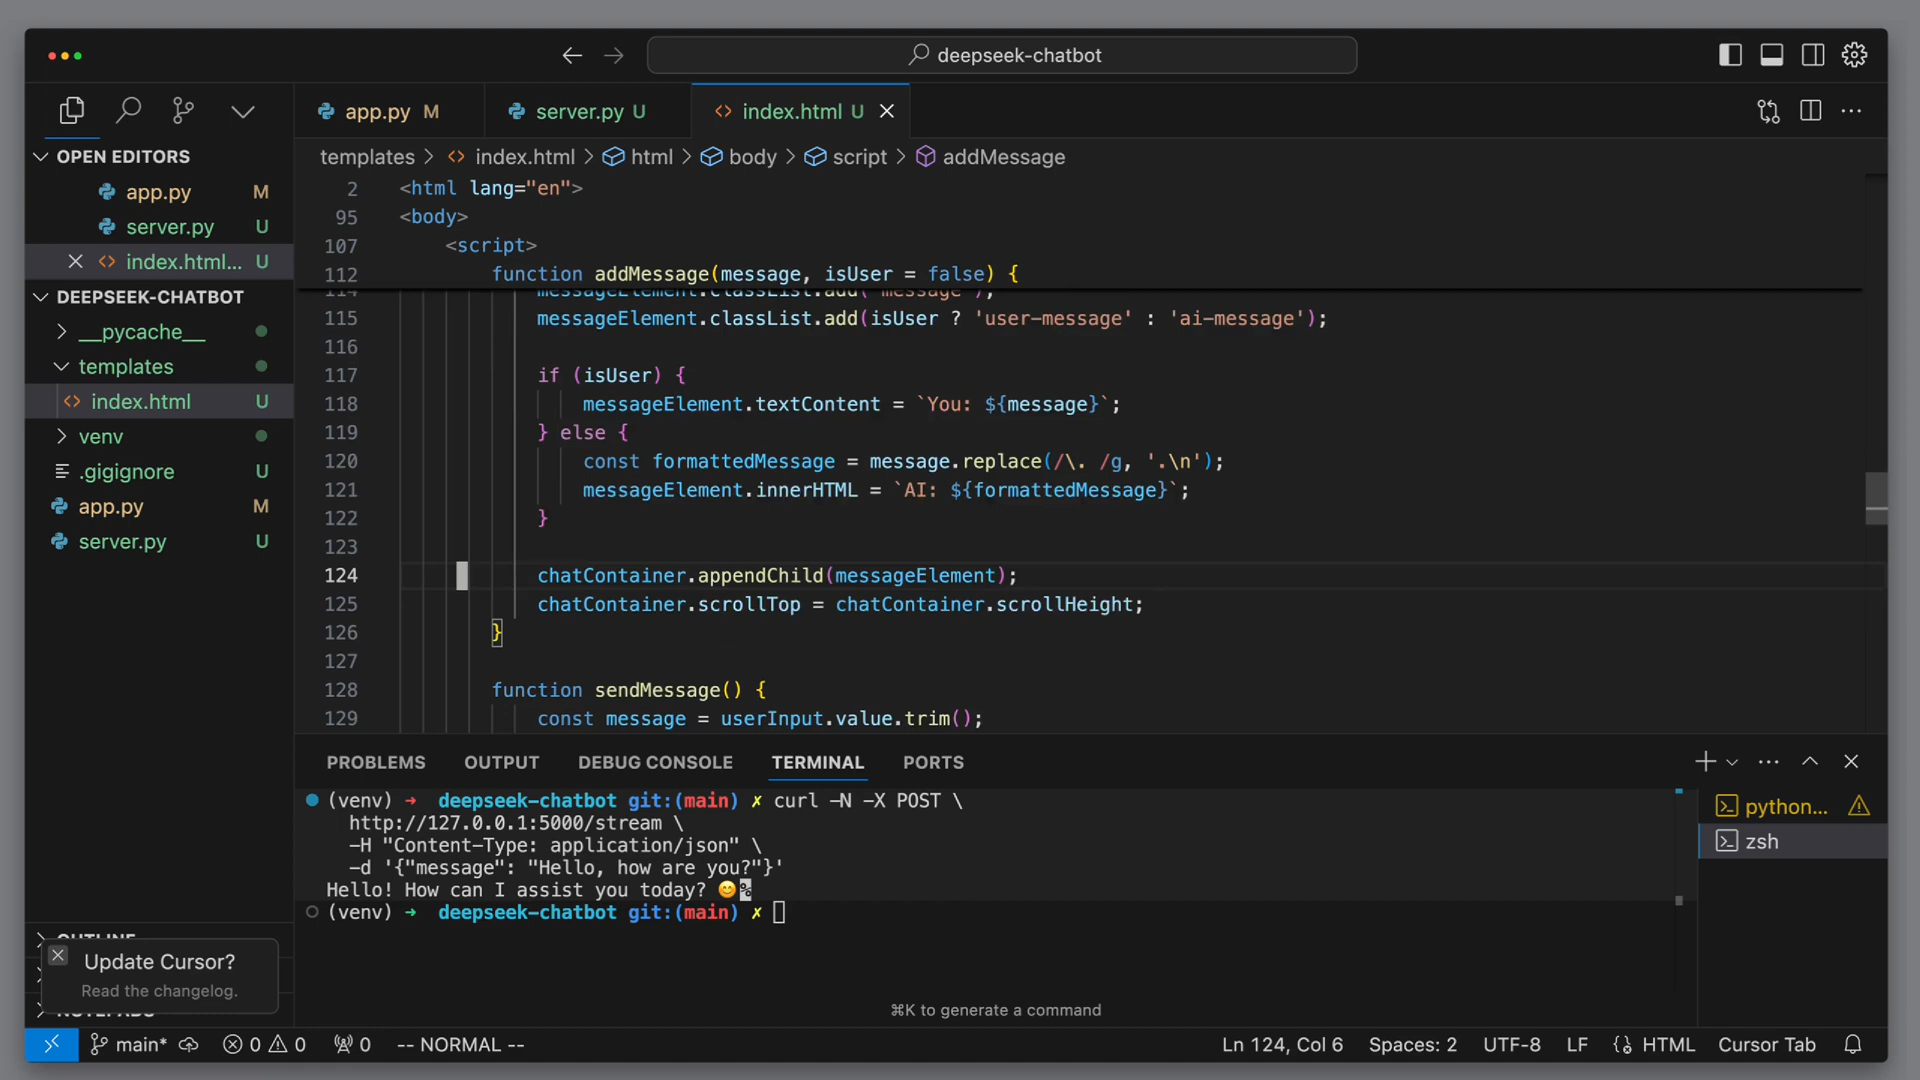 deepseek-chatbot
app.py M
server.py U
index.html U
OPEN EDITORS
app.py M
server.py U
index.html... U
DEEPSEEK-CHATBOT
__pycache__
templates
index.html U
venv
.gigignore U
app.py M
server.py U
templates > index.html > html > body > script > addMessage
2 <html lang="en">
95 <body>
107 <script>
112 function addMessage(message, isUser = false) {
114 messageElement.classList.add('message');
115 messageElement.classList.add(isUser ? 'user-message' : 'ai-message');
116
117 if (isUser) {
118 messageElement.textContent = `You: ${message}`;
119 } else {
120 const formattedMessage = message.replace(/\. /g, '.\n');
121 messageElement.innerHTML = `AI: ${formattedMessage}`;
122 }
123
124 chatContainer.appendChild(messageElement);
125 chatContainer.scrollTop = chatContainer.scrollHeight;
126 }
127
128 function sendMessage() {
129 const message = userInput.value.trim();
PROBLEMS OUTPUT DEBUG CONSOLE TERMINAL PORTS
(venv) ➜ deepseek-chatbot git:(main) ✗ curl -N -X POST \
http://127.0.0.1:5000/stream \
-H "Content-Type: application/json" \
-d '{"message": "Hello, how are you?"}'
Hello! How can I assist you today? 😊%
(venv) ➜ deepseek-chatbot git:(main) ✗
python...
zsh
⌘K to generate a command
OUTLINE
Update Cursor?
Read the changelog.
NOTEPADS
main* 0 0 0 -- NORMAL -- Ln 124, Col 6 Spaces: 2 UTF-8 LF HTML Cursor Tab